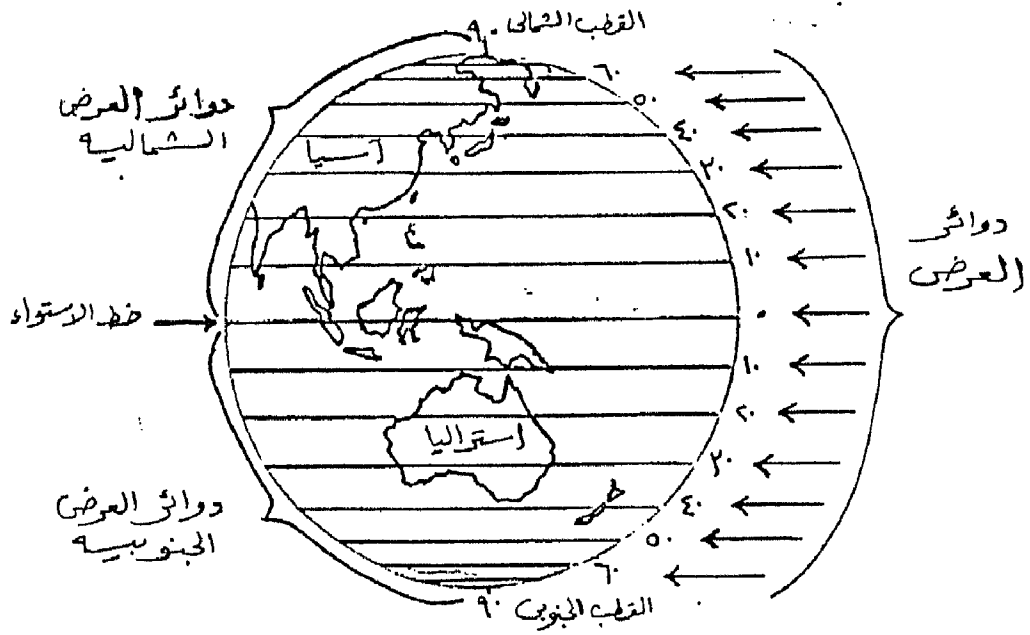 القطب الشمالى ٩٠
دوائر العرض
الشمالية
٦٠
٥٠
٤٠
٣٠
٢٠
١٠
٠
١٠
٢٠
٣٠
٤٠
٥٠
٦٠
آسيا
دوائر
العرض
خط الاستواء
استراليا
دوائر العرض
الجنوبيه
القطب الجنوبى ٩٠